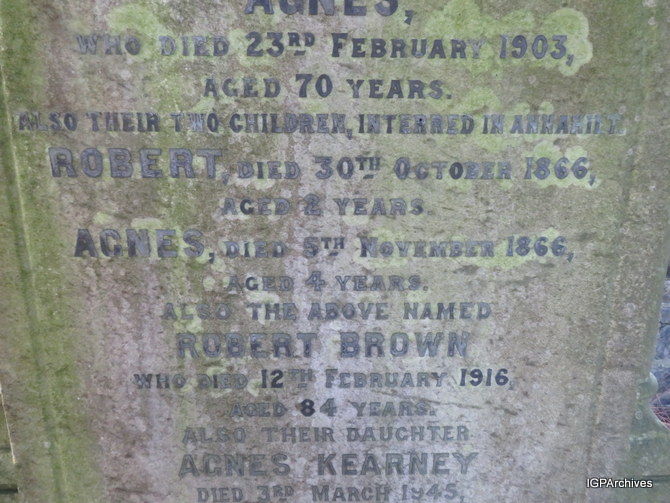 AGNES,
WHO DIED 23RD FEBRUARY 1903,
AGED 70 YEARS.
ALSO THEIR TWO CHILDREN, INTERRED IN ANNAHILT.
ROBERT, DIED 30TH OCTOBER 1866,
AGED 2 YEARS.
AGNES, DIED 5TH NOVEMBER 1866,
AGED 4 YEARS.
ALSO THE ABOVE NAMED
ROBERT BROWN
WHO DIED 12TH FEBRUARY 1916,
AGED 84 YEARS.
ALSO THEIR DAUGHTER
AGNES KEARNEY
DIED 3RD MARCH 1945,
IGPArchives